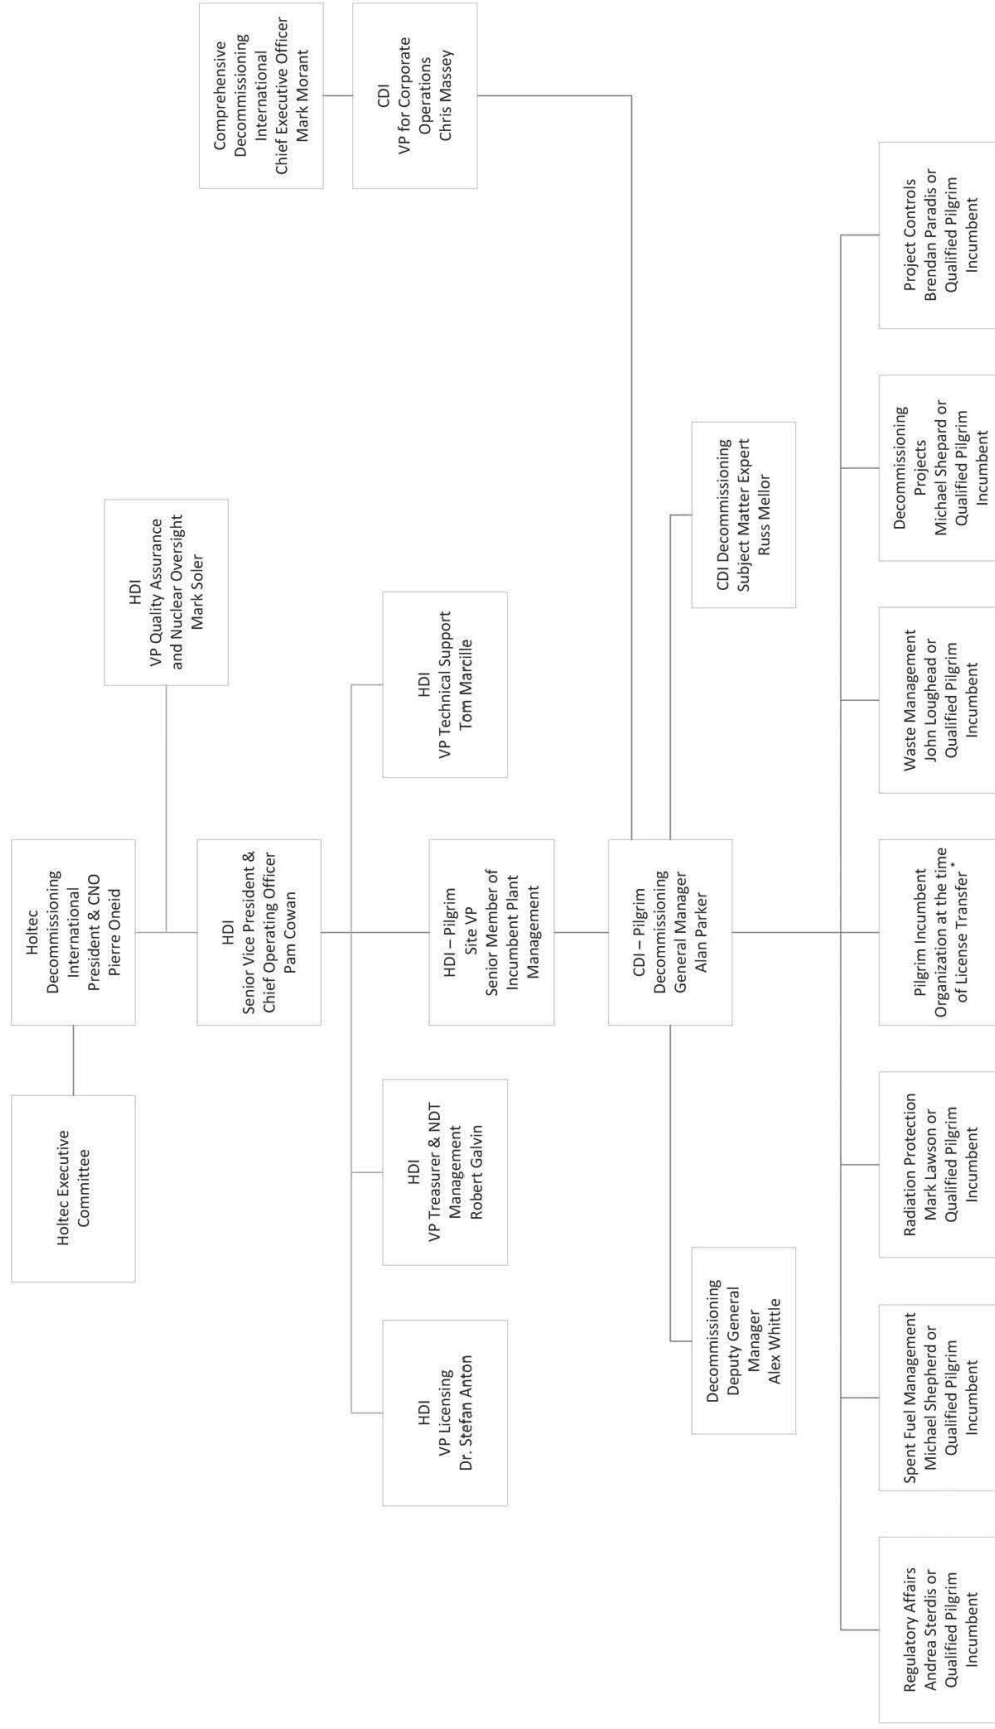 Holtec Executive
Committee
Holtec
Decommissioning
International
President & CNO
Pierre Oneid
HDI
VP Quality Assurance
and Nuclear Oversight
Mark Soler
HDI
Senior Vice President &
Chief Operating Officer
Pam Cowan
Comprehensive
Decommissioning
International
Chief Executive Officer
Mark Morant
CDI
VP for Corporate
Operations
Chris Massey
HDI
VP Licensing
Dr. Stefan Anton
HDI
VP Treasurer & NDT
Management
Robert Galvin
HDI – Pilgrim
Site VP
Senior Member of
Incumbent Plant
Management
HDI
VP Technical Support
Tom Marcille
CDI – Pilgrim
Decommissioning
General Manager
Alan Parker
Decommissioning
Deputy General
Manager
Alex Whittle
CDI Decommissioning
Subject Matter Expert
Russ Mellor
Regulatory Affairs
Andrea Sterdis or
Qualified Pilgrim
Incumbent
Spent Fuel Management
Michael Shepherd or
Qualified Pilgrim
Incumbent
Radiation Protection
Mark Lawson or
Qualified Pilgrim
Incumbent
Pilgrim Incumbent
Organization at the time
of License Transfer*
Waste Management
John Loughead or
Qualified Pilgrim
Incumbent
Decommissioning
Projects
Michael Shepard or
Qualified Pilgrim
Incumbent
Project Controls
Brendan Paradis or
Qualified Pilgrim
Incumbent